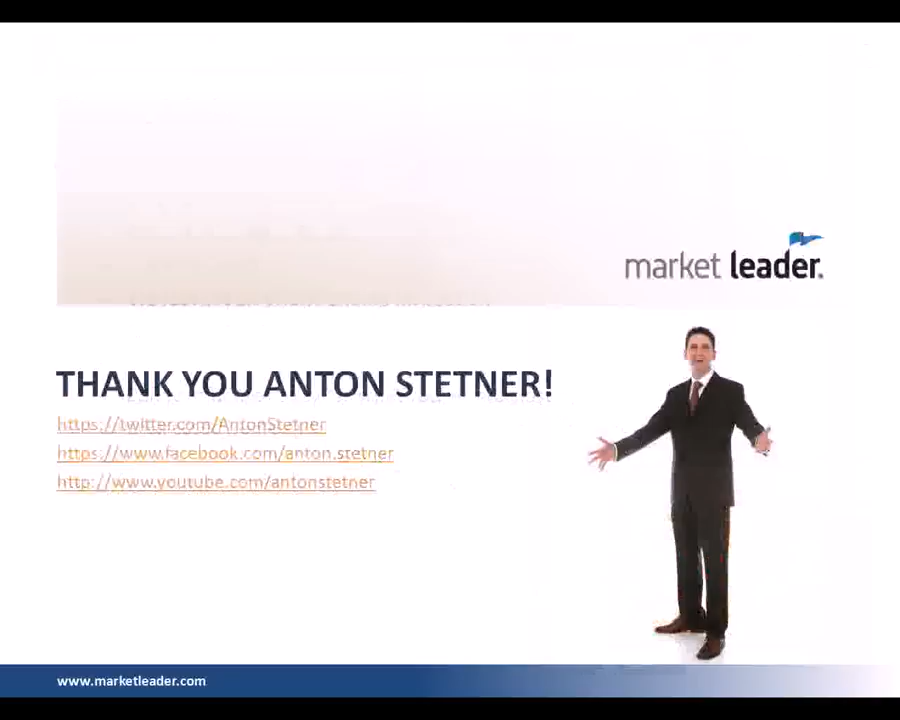 market leader.
THANK YOU ANTON STETNER!
https://twitter.com/AntonStetner
https://www.facebook.com/anton.stetner
http://www.youtube.com/antonstetner
www.marketleader.com